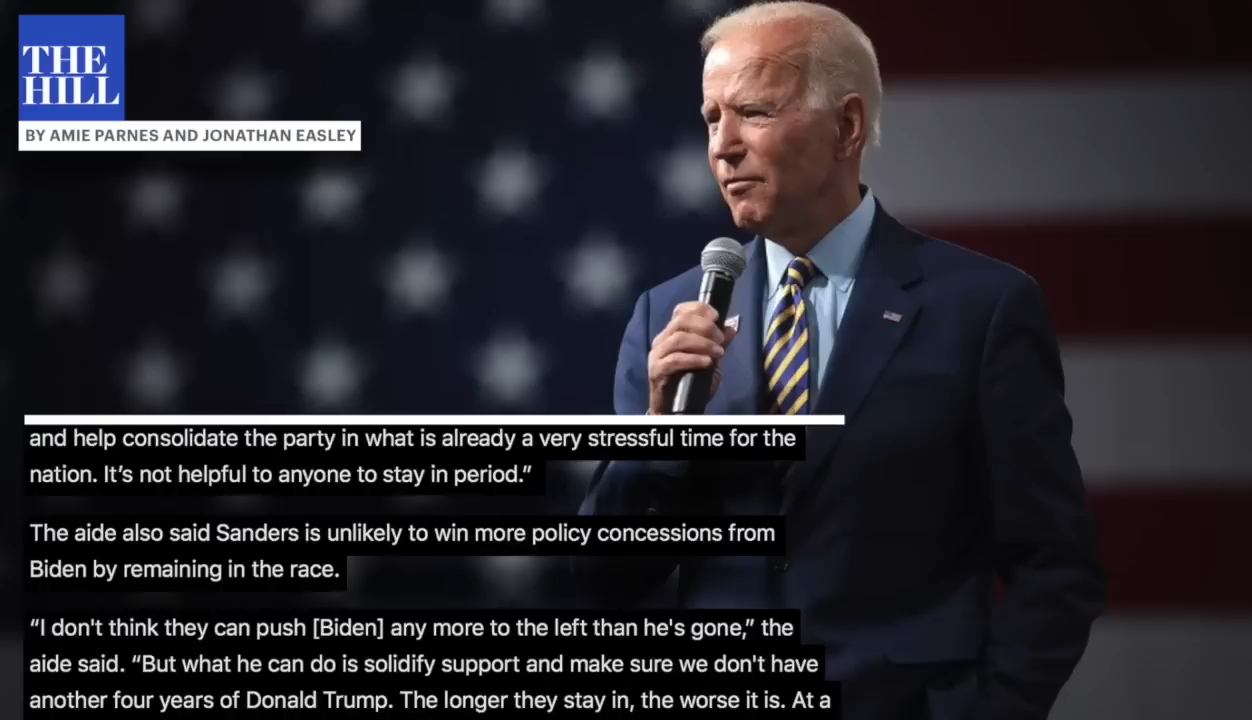 THE
HILL
BY AMIE PARNES AND JONATHAN EASLEY
and help consolidate the party in what is already a very stressful time for the
nation. It’s not helpful to anyone to stay in period.”
The aide also said Sanders is unlikely to win more policy concessions from
Biden by remaining in the race.
“I don't think they can push [Biden] any more to the left than he's gone,” the
aide said. “But what he can do is solidify support and make sure we don't have
another four years of Donald Trump. The longer they stay in, the worse it is. At a